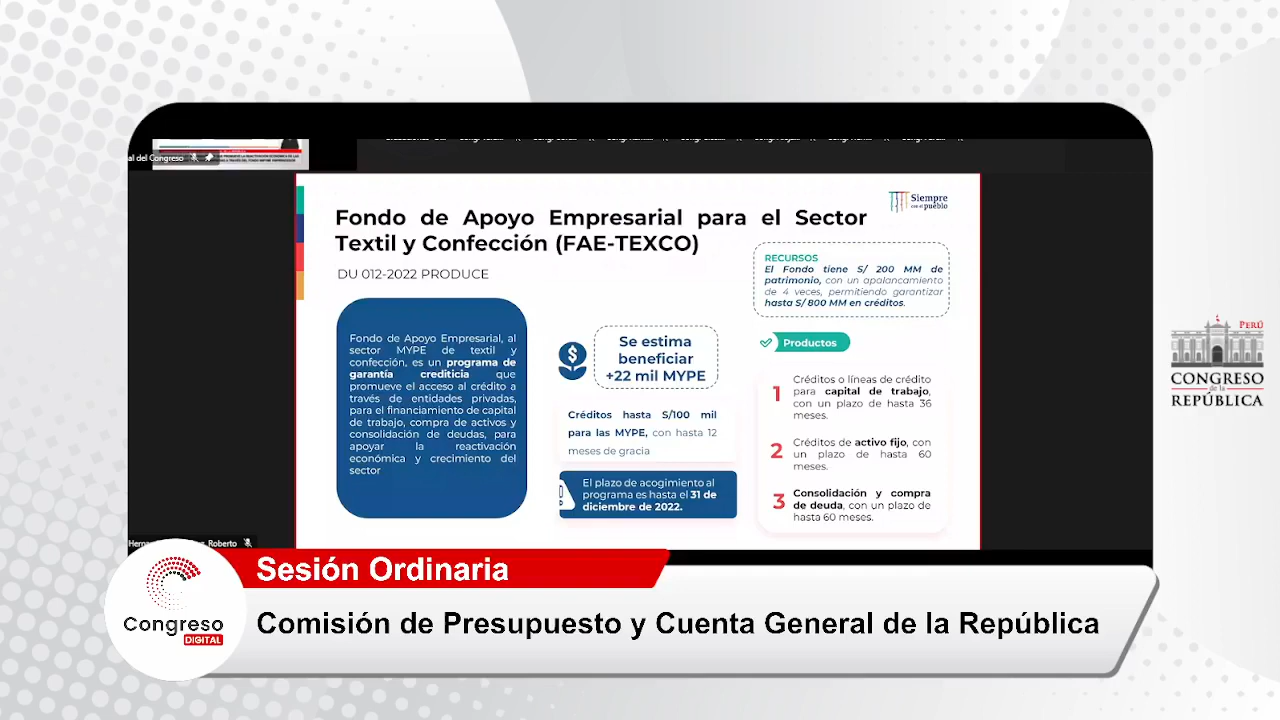 al del Congreso
Siempre
con el pueblo
Fondo de Apoyo Empresarial para el Sector
Textil y Confección (FAE-TEXCO)
DU 012-2022 PRODUCE
RECURSOS
El Fondo tiene S/ 200 MM de
patrimonio, con un apalancamiento
de 4 veces, permitiendo garantizar
hasta S/ 800 MM en créditos.
Fondo de Apoyo Empresarial, al
sector MYPE de textil y
confección, es un programa de
garantía crediticia que
promueve el acceso al crédito a
través de entidades privadas,
para el financiamiento de capital
de trabajo, compra de activos y
consolidación de deudas, para
apoyar la reactivación
económica y crecimiento del
sector
Se estima
beneficiar
+22 mil MYPE
Créditos hasta S/100 mil
para las MYPE, con hasta 12
meses de gracia
El plazo de acogimiento al
programa es hasta el 31 de
diciembre de 2022.
Productos
1
Créditos o líneas de crédito
para capital de trabajo,
con un plazo de hasta 36
meses.
2
Créditos de activo fijo, con
un plazo de hasta 60
meses.
3
Consolidación y compra
de deuda, con un plazo de
hasta 60 meses.
Roberto
PERÚ
CONGRESO
de la
REPÚBLICA
Sesión Ordinaria
Congreso
DIGITAL
Comisión de Presupuesto y Cuenta General de la República